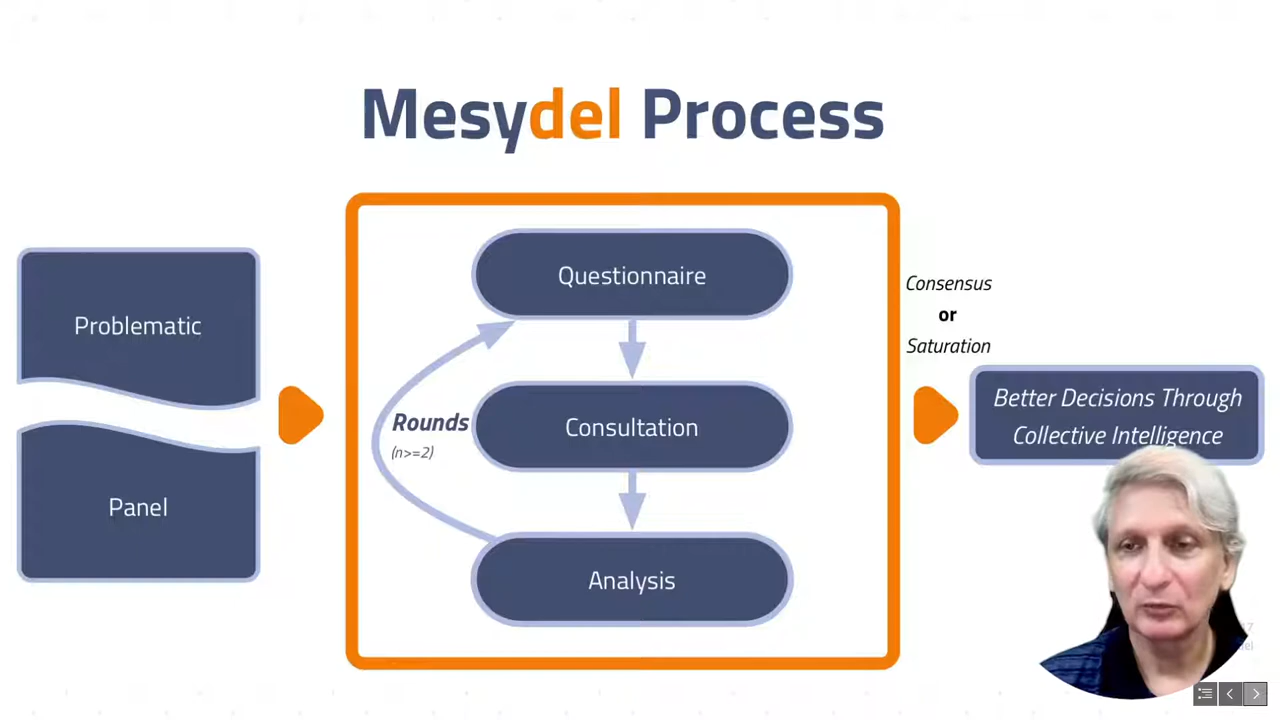 Mesydel Process
Problematic
Panel
Questionnaire
Rounds
(n>=2)
Consultation
Analysis
Consensus
or
Saturation
Better Decisions Through
Collective Intelligence